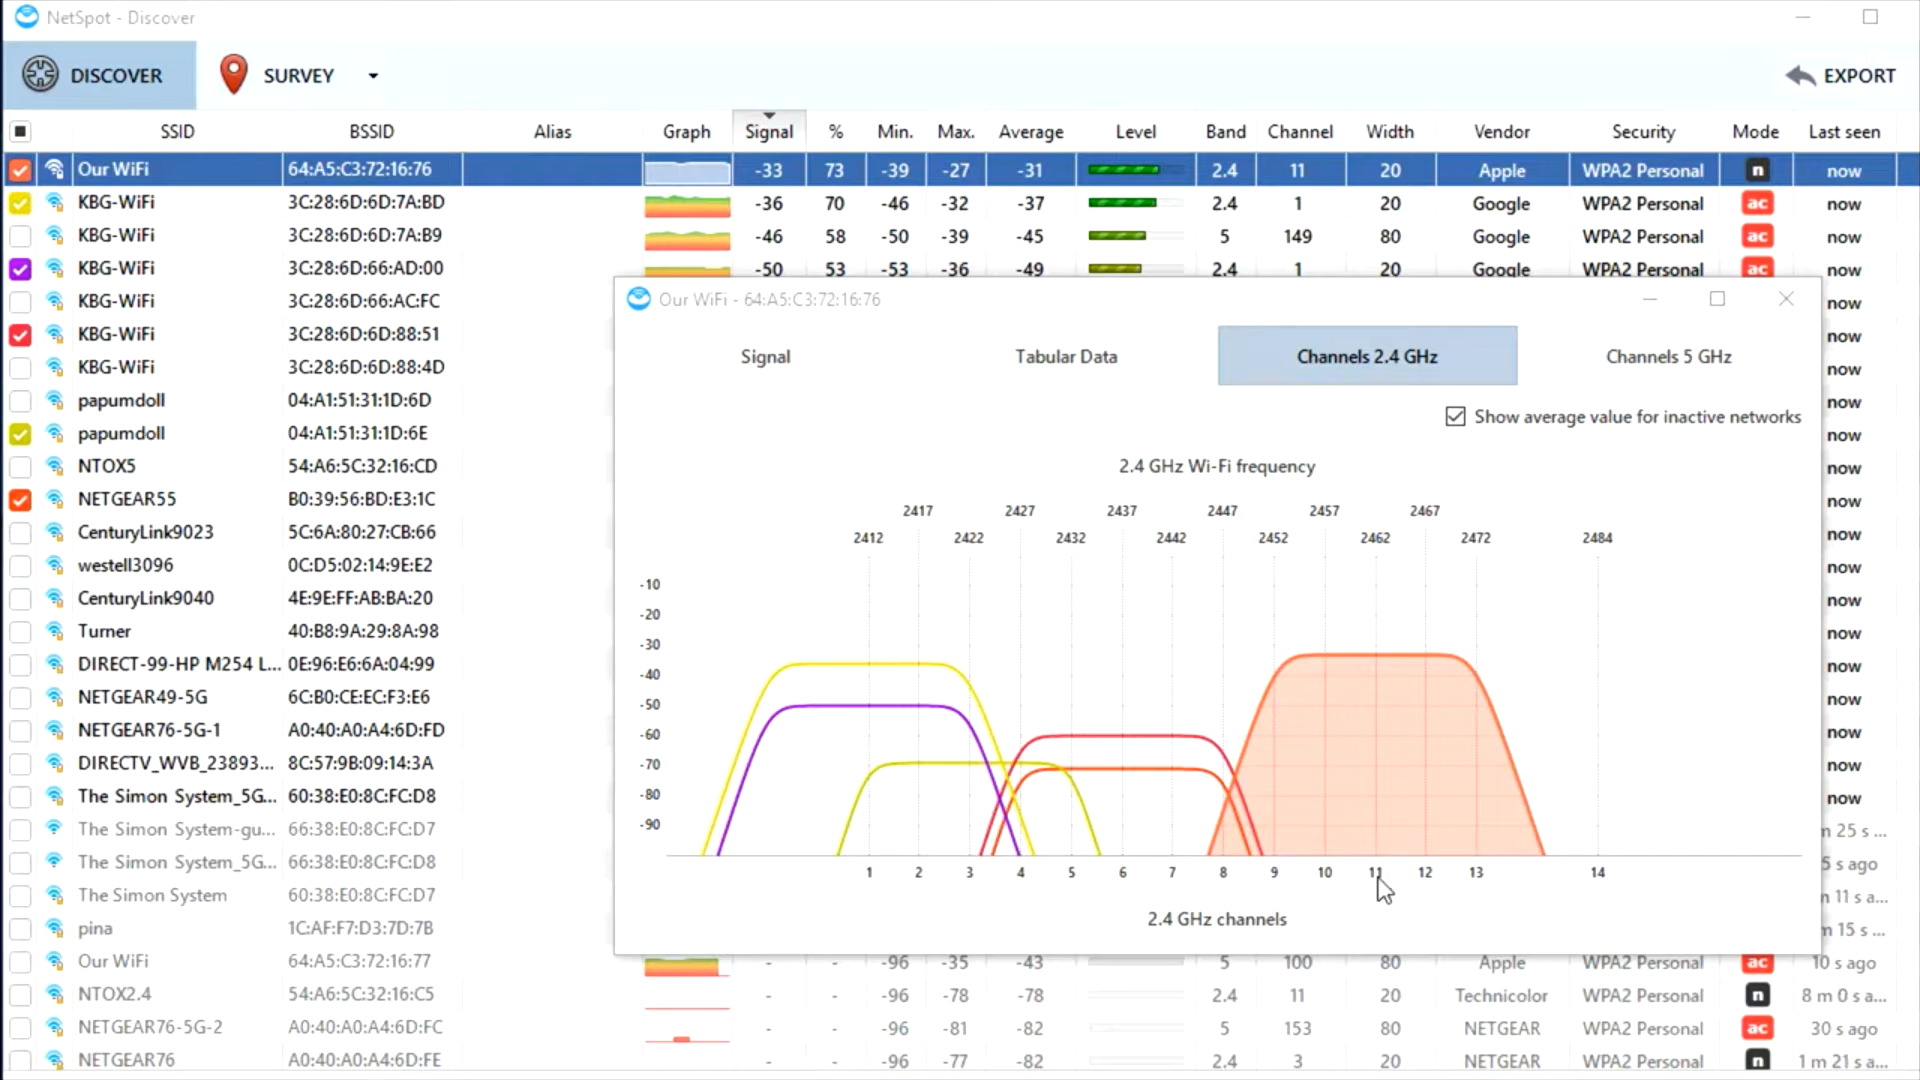 NetSpot - Discover
DISCOVER SURVEY EXPORT
SSID BSSID Alias Graph Signal % Min. Max. Average Level Band Channel Width Vendor Security Mode Last seen
Our WiFi 64:A5:C3:72:16:76 -33 73 -39 -27 -31 2.4 11 20 Apple WPA2 Personal n now
KBG-WiFi 3C:28:6D:6D:7A:BD -36 70 -46 -32 -37 2.4 1 20 Google WPA2 Personal ac now
KBG-WiFi 3C:28:6D:6D:7A:B9 -46 58 -50 -39 -45 5 149 80 Google WPA2 Personal ac now
KBG-WiFi 3C:28:6D:66:AD:00 -50 53 -53 -36 -49 2.4 1 20 Google WPA2 Personal ac now
KBG-WiFi 3C:28:6D:66:AC:FC now
KBG-WiFi 3C:28:6D:6D:88:51 now
KBG-WiFi 3C:28:6D:6D:88:4D now
papumdoll 04:A1:51:31:1D:6D now
papumdoll 04:A1:51:31:1D:6E now
NTOX5 54:A6:5C:32:16:CD now
NETGEAR55 B0:39:56:BD:E3:1C now
CenturyLink9023 5C:6A:80:27:CB:66 now
westell3096 0C:D5:02:14:9E:E2 now
CenturyLink9040 4E:9E:FF:AB:BA:20 now
Turner 40:B8:9A:29:8A:98 now
DIRECT-99-HP M254 L... 0E:96:E6:6A:04:99 now
NETGEAR49-5G 6C:B0:CE:EC:F3:E6 now
NETGEAR76-5G-1 A0:40:A0:A4:6D:FD now
DIRECTV_WVB_23893... 8C:57:9B:09:14:3A now
The Simon System_5G... 60:38:E0:8C:FC:D8 now
The Simon System-gu... 66:38:E0:8C:FC:D7 25 s ...
The Simon System_5G... 66:38:E0:8C:FC:D8 5 s ago
The Simon System 60:38:E0:8C:FC:D7 11 s a...
pina 1C:AF:F7:D3:7D:7B 15 s ...
Our WiFi 64:A5:C3:72:16:77 - - -96 -35 -43 5 100 80 Apple WPA2 Personal ac 10 s ago
NTOX2.4 54:A6:5C:32:16:C5 - - -96 -78 -78 2.4 11 20 Technicolor WPA2 Personal n 8 m 0 s a...
NETGEAR76-5G-2 A0:40:A0:A4:6D:FC - - -96 -81 -82 5 153 80 NETGEAR WPA2 Personal ac 30 s ago
NETGEAR76 A0:40:A0:A4:6D:FE - - -96 -77 -82 2.4 3 20 NETGEAR WPA2 Personal n 1 m 21 s a...
Our WiFi - 64:A5:C3:72:16:76
Signal Tabular Data Channels 2.4 GHz Channels 5 GHz
Show average value for inactive networks
2.4 GHz Wi-Fi frequency
2417 2427 2437 2447 2457 2467
2412 2422 2432 2442 2452 2462 2472 2484
-10
-20
-30
-40
-50
-60
-70
-80
-90
1 2 3 4 5 6 7 8 9 10 11 12 13 14
2.4 GHz channels